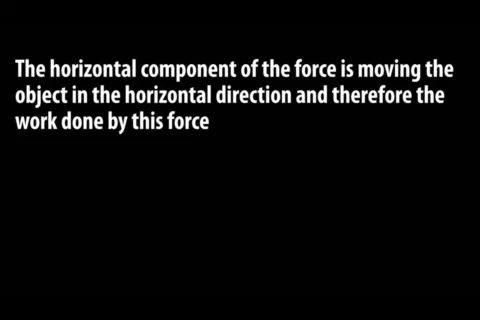 The horizontal component of the force is moving the
object in the horizontal direction and therefore the
work done by this force